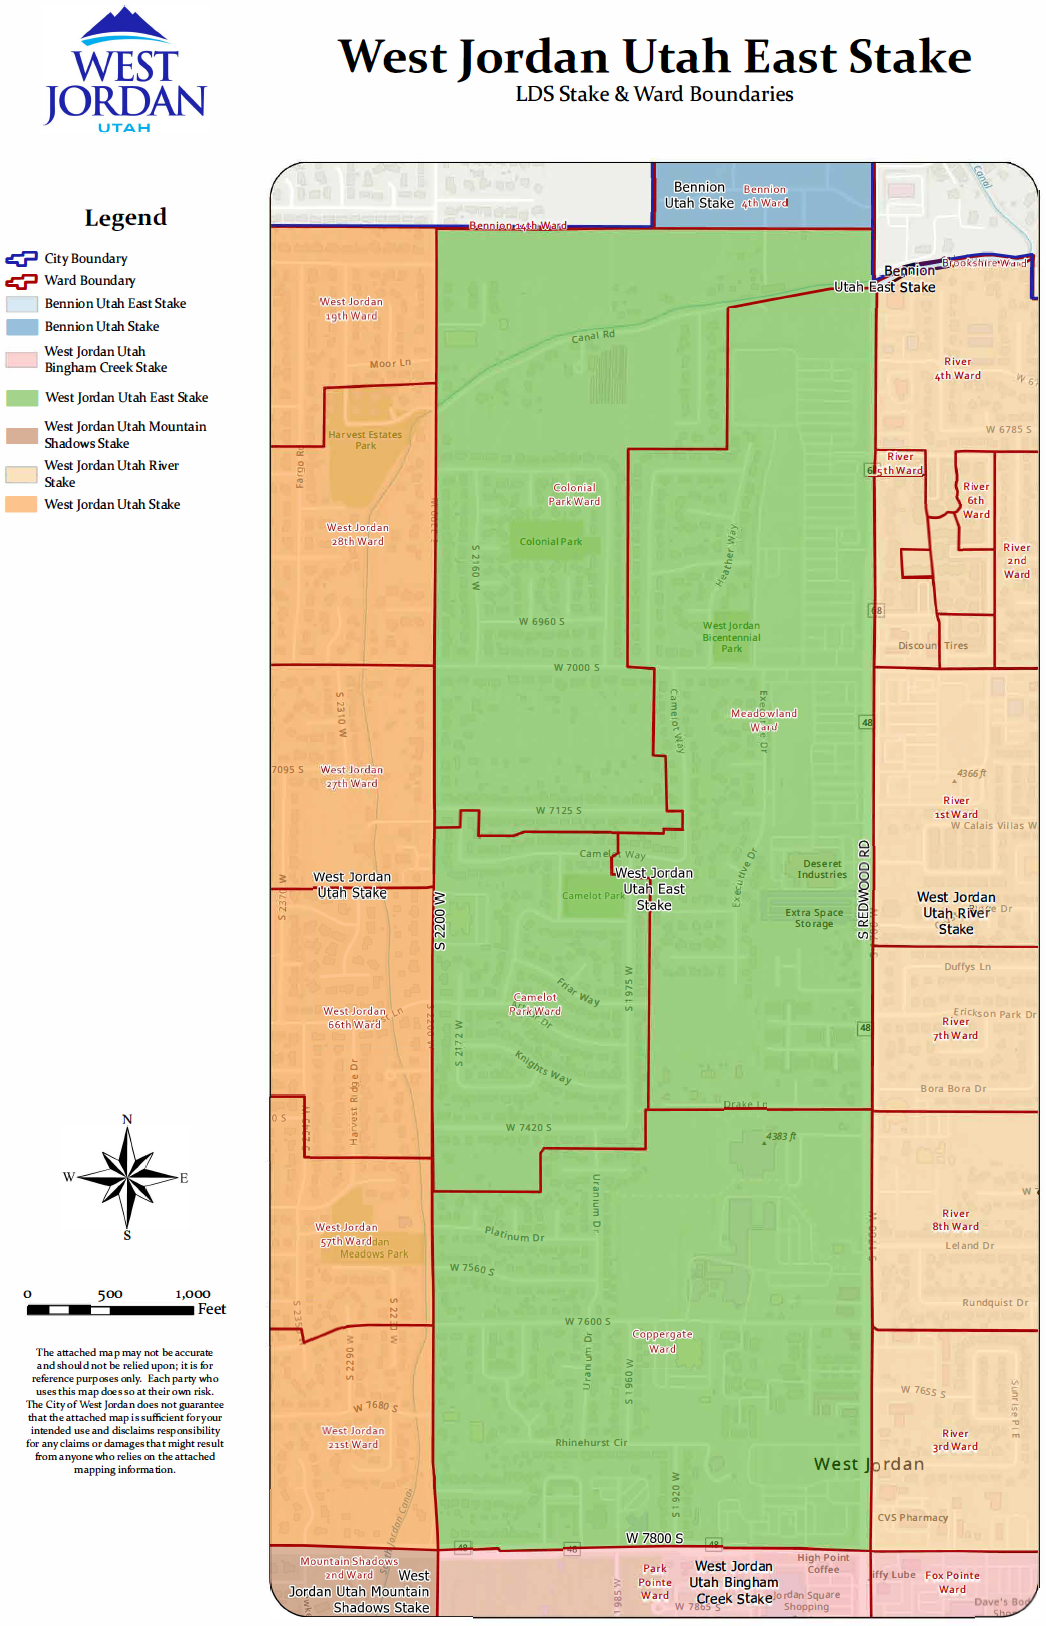 WEST
JORDAN
UTAH
West Jordan Utah East Stake
LDS Stake & Ward Boundaries
Legend
City Boundary
Ward Boundary
Bennion Utah East Stake
Bennion Utah Stake
West Jordan Utah
Bingham Creek Stake
West Jordan Utah East Stake
West Jordan Utah Mountain
Shadows Stake
West Jordan Utah River
Stake
West Jordan Utah Stake
N
W
E
S
0 500 1,000
Feet
The attached map may not be accurate
and should not be relied upon; it is for
reference purposes only. Each party who
uses this map does so at their own risk.
The City of West Jordan does not guarantee
that the attached map is sufficient for your
intended use and disclaims responsibility
for any claims or damages that might result
from anyone who relies on the attached
mapping information.
Canal
Bennion
Utah Stake
Bennion
4th Ward
Bennion 14th Ward
Brookshire Ward
Bennion
Utah East Stake
West Jordan
19th Ward
Canal Rd
Moor Ln
River
4th Ward
W 6785 S
Harvest Estates
Park
Fargo R
River
5th Ward
68
Colonial
Park Ward
River
6th
Ward
West Jordan
28th Ward
Colonial Park
S 2160 W
Heather Way
River
2nd
Ward
W 6960 S
68
West Jordan
Bicentennial
Park
Discount Tires
W 7000 S
S 2310 W
Camelot Way
Executive Dr
Meadowland
Ward
48
7095 S
West Jordan
27th Ward
4366 ft
River
1st Ward
W 7125 S
W Calais Villas W
Camelot Way
Executive Dr
Deseret
Industries
S REDWOOD RD
West Jordan
Utah Stake
S 2370 W
West Jordan
Utah East
Stake
Camelot Park
S 2200 W
Extra Space
Storage
West Jordan
Utah River
Stake
Duffys Ln
Friar Way
S 1975 W
Camelot
Park Ward
West Jordan
66th Ward
Erickson Park Dr
River
7th Ward
48
S 2172 W
Knights Way
Harvest Ridge Dr
Bora Bora Dr
Drake Ln
W 7420 S
4383 ft
Uranium Dr
River
8th Ward
West Jordan
57th Ward
Meadows Park
Platinum Dr
Leland Dr
W 7560 S
Rundquist Dr
W 7600 S
Coppergate
Ward
Uranium Dr
S 1960 W
S 2290 W
W 7655 S
Sunrise Pl E
W 7680 S
West Jordan
21st Ward
Rhinehurst Cir
River
3rd Ward
West Jordan
S 1920 W
South Jordan Canal
CVS Pharmacy
W 7800 S
48
48
48
Mountain Shadows
2nd Ward
West
Jordan Utah Mountain
Shadows Stake
Park
Pointe
Ward
West Jordan
Utah Bingham
Creek Stake
High Point
Coffee
Jiffy Lube
Fox Pointe
Ward
1985 W
W 7865 S
Jordan Square
Shopping
Dave's Bod
Shop